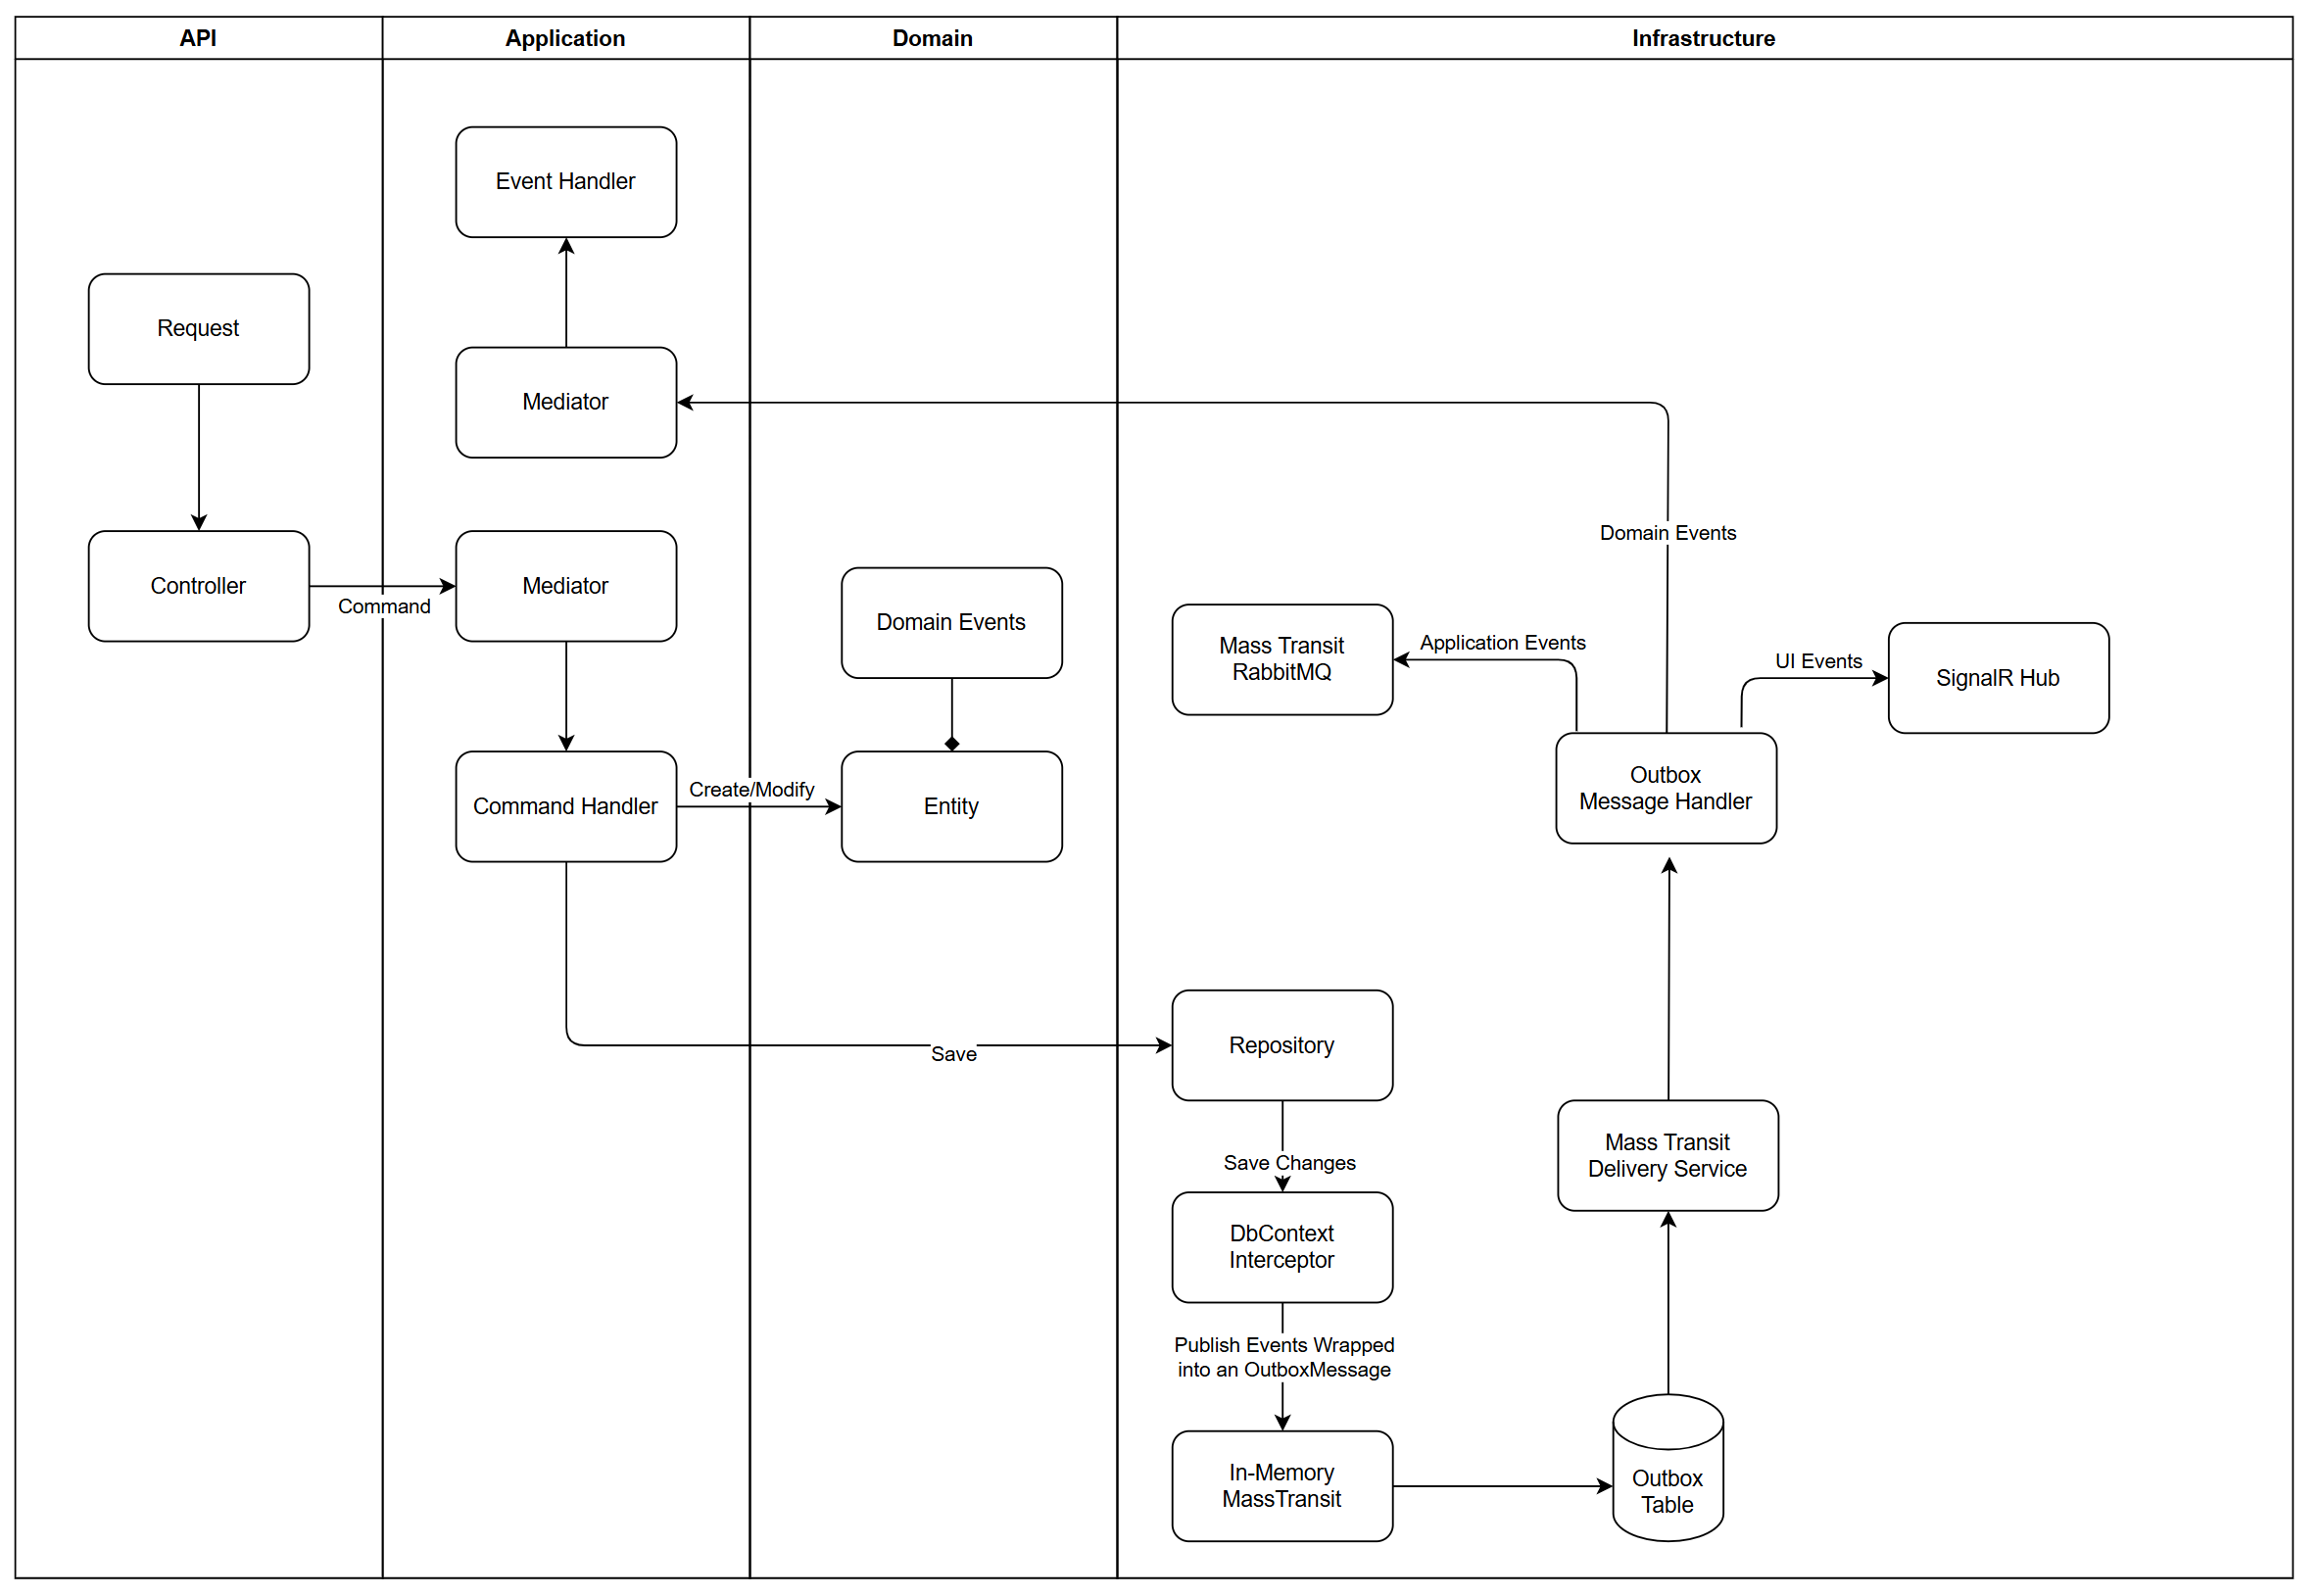 API
Application
Domain
Infrastructure
Event Handler
Request
Mediator
Domain Events
Controller
Command
Mediator
Domain Events
Mass Transit
RabbitMQ
Application Events
UI Events
SignalR Hub
Command Handler
Create/Modify
Entity
Outbox
Message Handler
Save
Repository
Save Changes
Mass Transit
Delivery Service
DbContext
Interceptor
Publish Events Wrapped
into an OutboxMessage
In-Memory
MassTransit
Outbox
Table